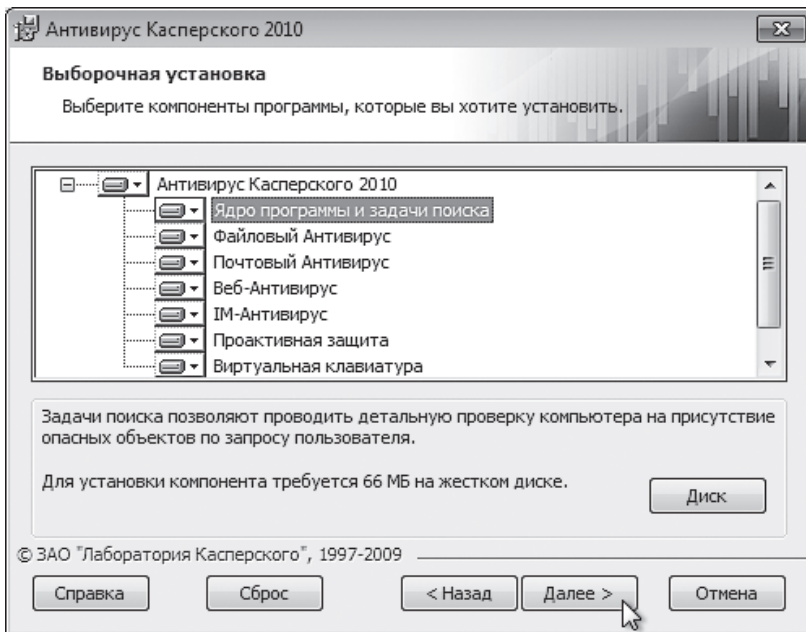 Антивирус Касперского 2010
Выборочная установка
Выберите компоненты программы, которые вы хотите установить.
Антивирус Касперского 2010
Ядро программы и задачи поиска
Файловый Антивирус
Почтовый Антивирус
Веб-Антивирус
IM-Антивирус
Проактивная защита
Виртуальная клавиатура
Задачи поиска позволяют проводить детальную проверку компьютера на присутствие
опасных объектов по запросу пользователя.
Для установки компонента требуется 66 МБ на жестком диске.
Диск
© ЗАО "Лаборатория Касперского", 1997-2009
Справка Сброс < Назад Далее > Отмена